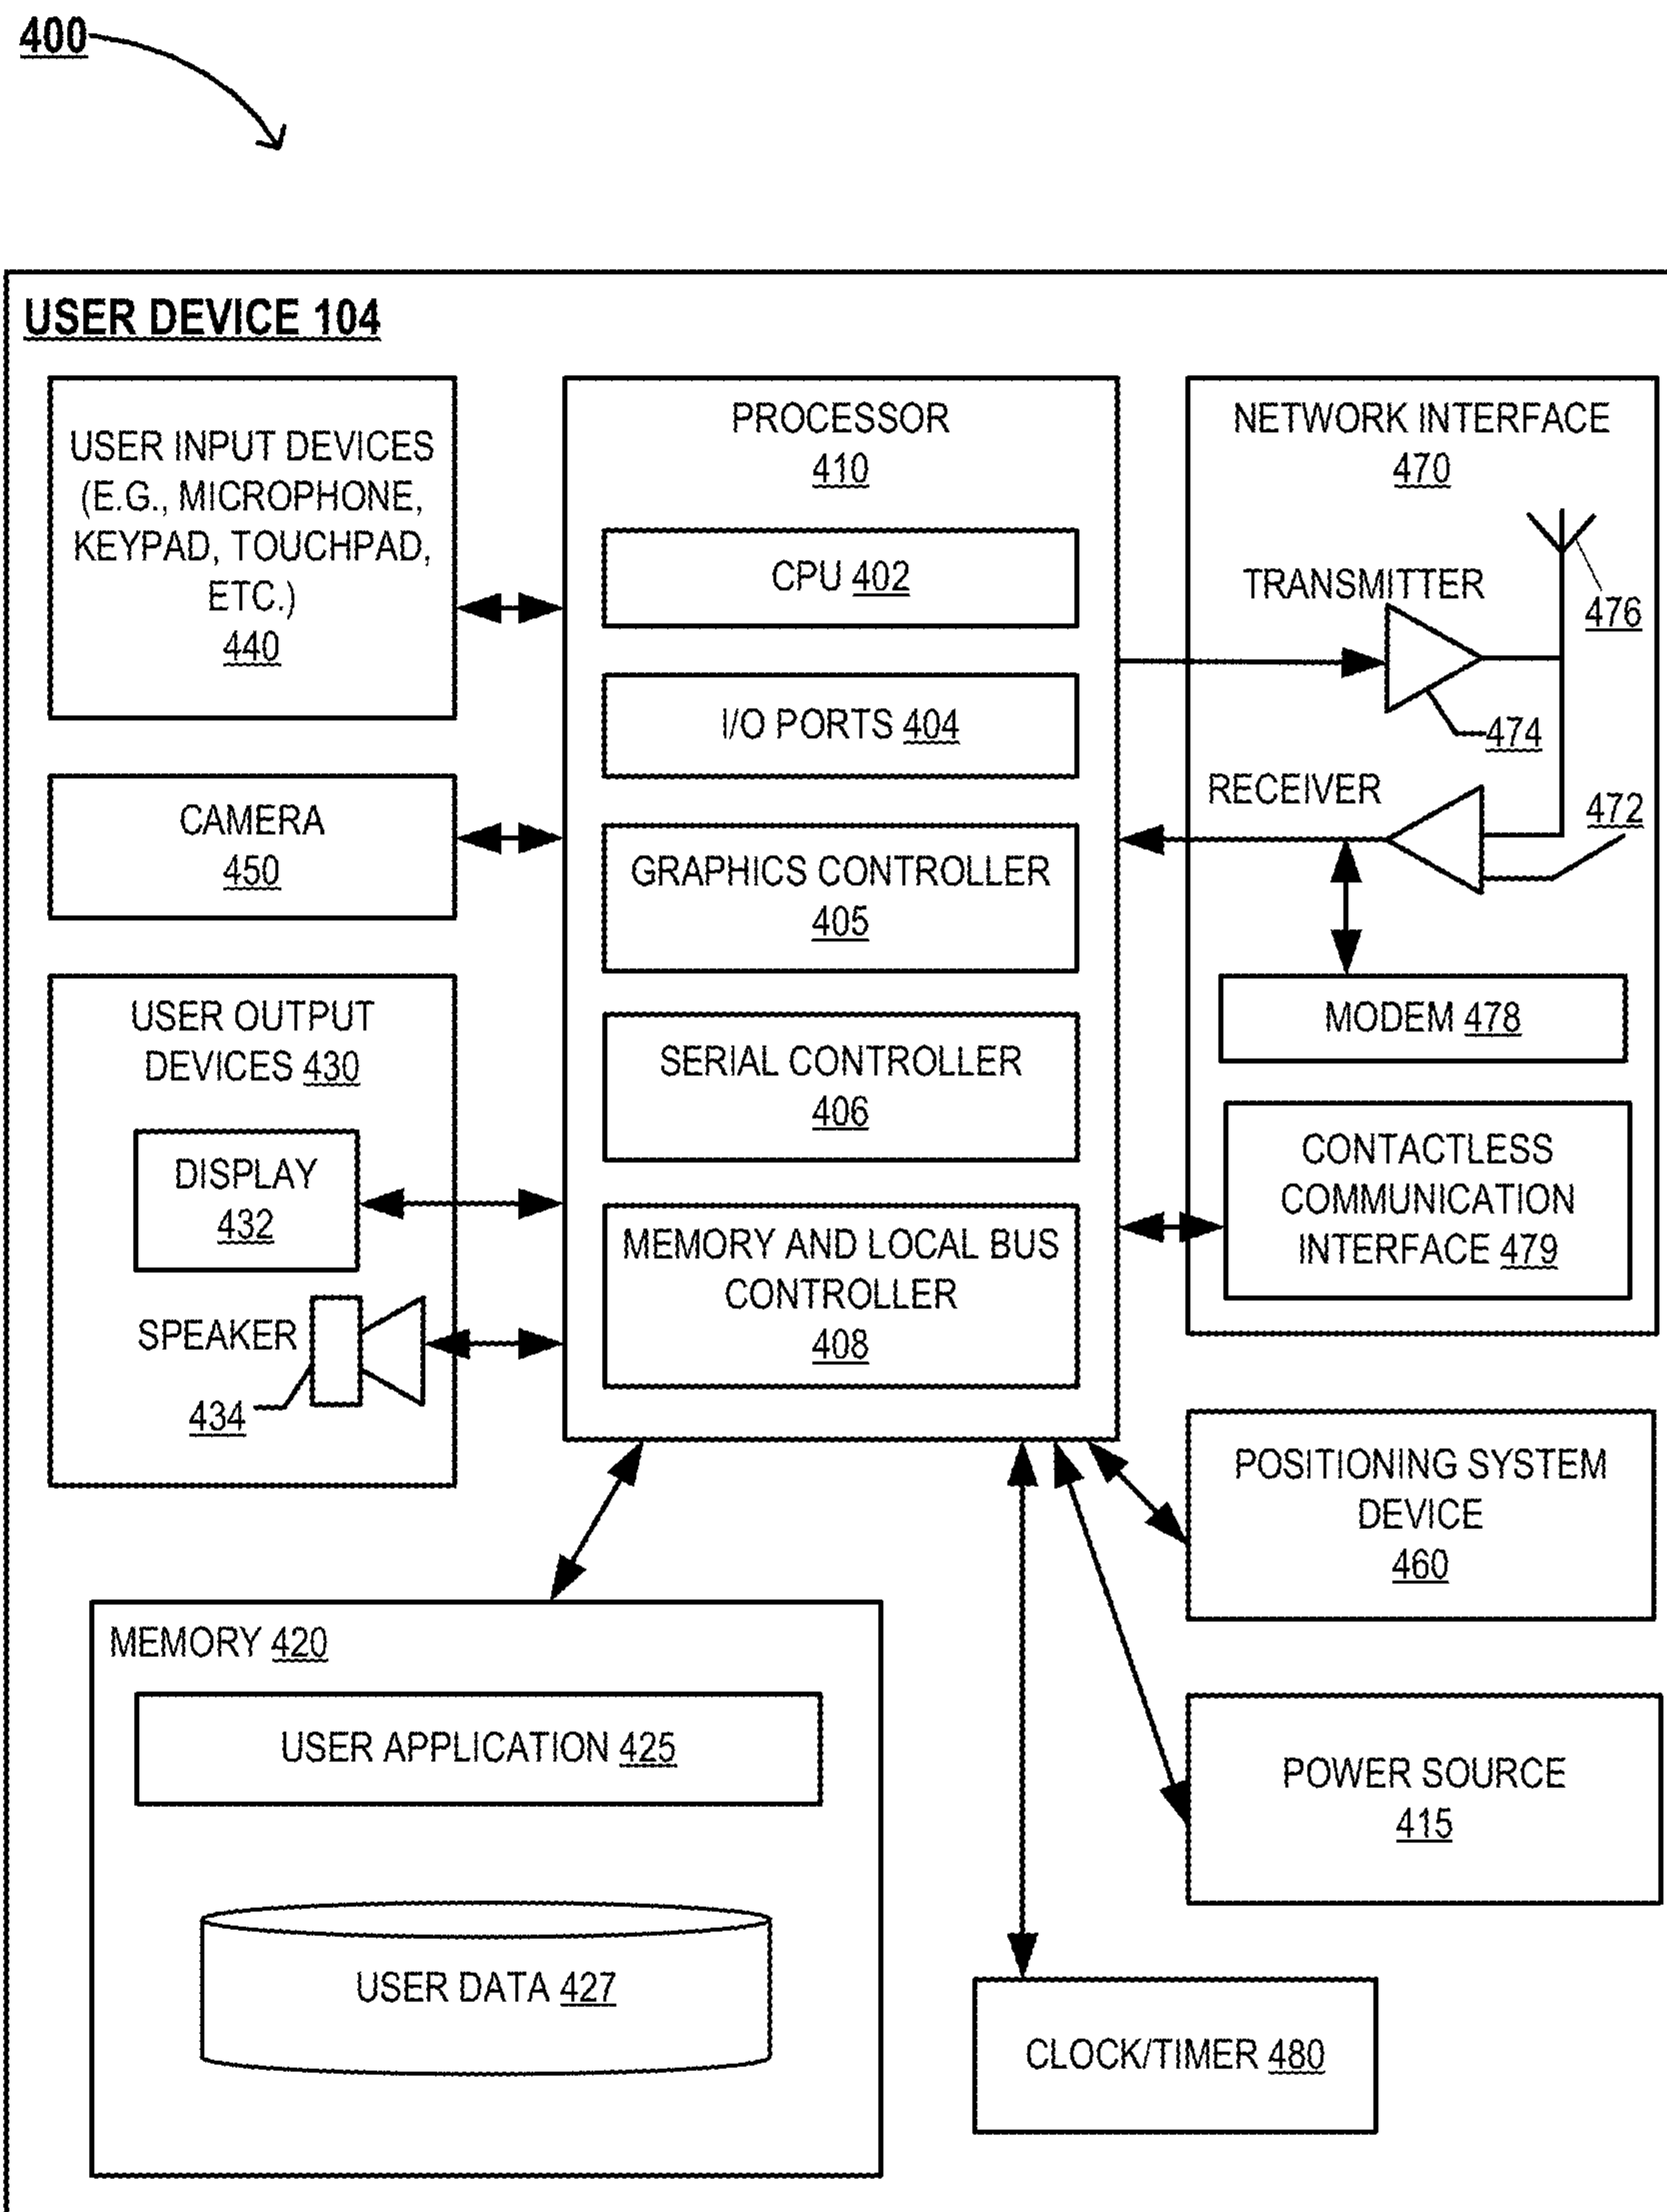 400
USER DEVICE 104
USER INPUT DEVICES
(E.G., MICROPHONE,
KEYPAD, TOUCHPAD,
ETC.)
440
CAMERA
450
USER OUTPUT
DEVICES 430
DISPLAY
432
SPEAKER
434
PROCESSOR
410
CPU 402
I/O PORTS 404
GRAPHICS CONTROLLER
405
SERIAL CONTROLLER
406
MEMORY AND LOCAL BUS
CONTROLLER
408
NETWORK INTERFACE
470
TRANSMITTER
476
474
RECEIVER
472
MODEM 478
CONTACTLESS
COMMUNICATION
INTERFACE 479
POSITIONING SYSTEM
DEVICE
460
POWER SOURCE
415
MEMORY 420
USER APPLICATION 425
USER DATA 427
CLOCK/TIMER 480